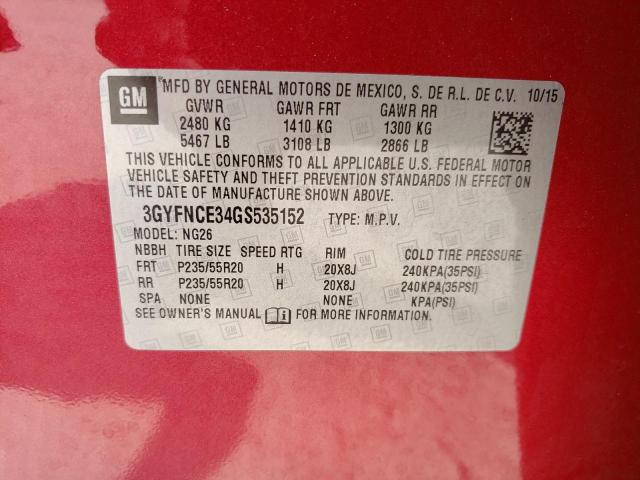 GM ®MFD BY GENERAL MOTORS DE MEXICO, S. DE R.L. DE C.V. 10/15
GVWR GAWR FRT GAWR RR
2480 KG 1410 KG 1300 KG
5467 LB 3108 LB 2866 LB
THIS VEHICLE CONFORMS TO ALL APPLICABLE U.S. FEDERAL MOTOR
VEHICLE SAFETY AND THEFT PREVENTION STANDARDS IN EFFECT ON
THE DATE OF MANUFACTURE SHOWN ABOVE.
3GYFNCE34GS535152 TYPE: M.P.V.
MODEL: NG26
NBBH TIRE SIZE SPEED RTG RIM COLD TIRE PRESSURE
FRT P235/55R20 H 20X8J 240KPA(35PSI)
RR P235/55R20 H 20X8J 240KPA(35PSI)
SPA NONE NONE KPA(PSI)
SEE OWNER'S MANUAL i FOR MORE INFORMATION